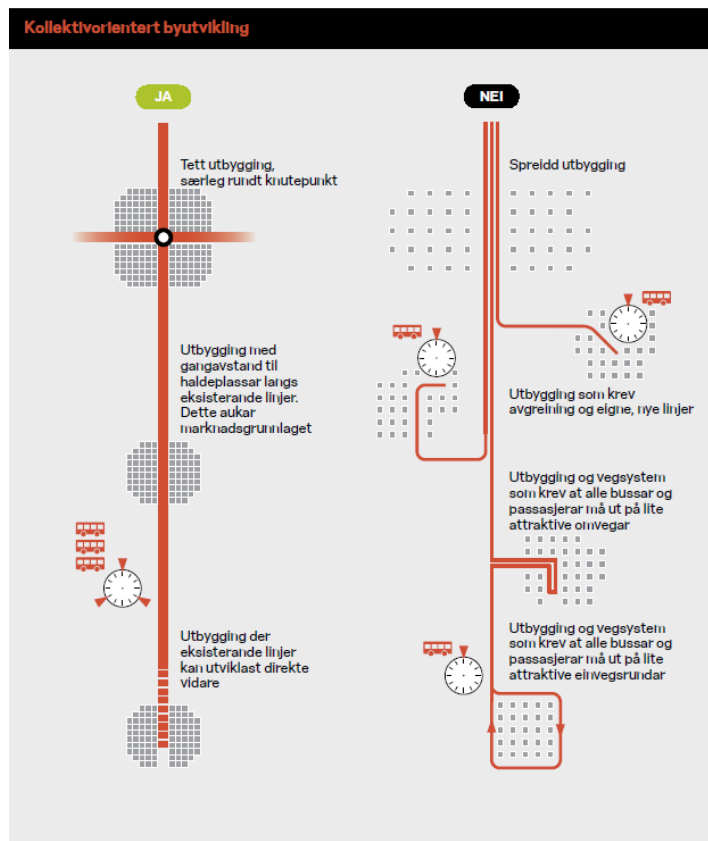 Kollektivorientert byutvikling
JA
Tett utbygging,
særleg rundt knutepunkt
Utbygging med
gangavstand til
haldeplassar langs
eksisterande linjer.
Dette aukar
marknadsgrunnlaget
Utbygging der
eksisterande linjer
kan utviklast direkte
vidare
NEI
Spreidd utbygging
Utbygging som krev
avgreining og eigne, nye linjer
Utbygging og vegsystem
som krev at alle bussar og
passasjerar må ut på lite
attraktive omvegar
Utbygging og vegsystem
som krev at alle bussar og
passasjerar må ut på lite
attraktive einvegsrundar